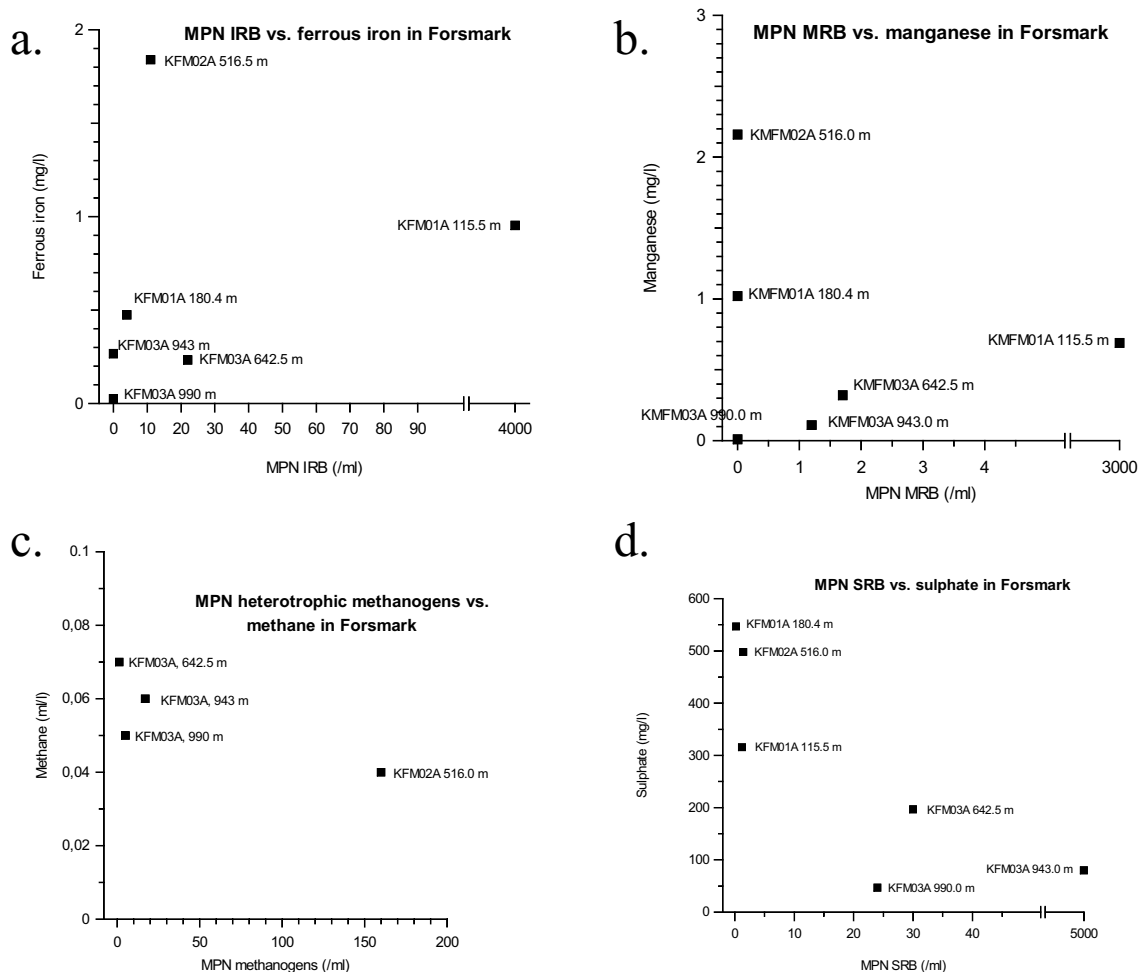 a.
MPN IRB vs. ferrous iron in Forsmark
2
1
0
Ferrous iron (mg/l)
KFM02A 516.5 m
KFM01A 115.5 m
KFM01A 180.4 m
KFM03A 943 m
KFM03A 642.5 m
KFM03A 990 m
0 10 20 30 40 50 60 70 80 90 4000
MPN IRB (/ml)
b.
MPN MRB vs. manganese in Forsmark
3
2
1
0
Manganese (mg/l)
KMFM02A 516.0 m
KMFM01A 180.4 m
KMFM01A 115.5 m
KMFM03A 642.5 m
KMFM03A 990.0 m
KMFM03A 943.0 m
0 1 2 3 4 3000
MPN MRB (/ml)
c.
MPN heterotrophic methanogens vs.
methane in Forsmark
0.1
0,08
0,06
0,04
0,02
0
Methane (ml/l)
KFM03A, 642.5 m
KFM03A, 943 m
KFM03A, 990 m
KFM02A 516.0 m
0 50 100 150 200
MPN methanogens (/ml)
d.
MPN SRB vs. sulphate in Forsmark
600
500
400
300
200
100
0
Sulphate (mg/l)
KFM01A 180.4 m
KFM02A 516.0 m
KFM01A 115.5 m
KFM03A 642.5 m
KFM03A 943.0 m
KFM03A 990.0 m
0 10 20 30 40 5000
MPN SRB (/ml)